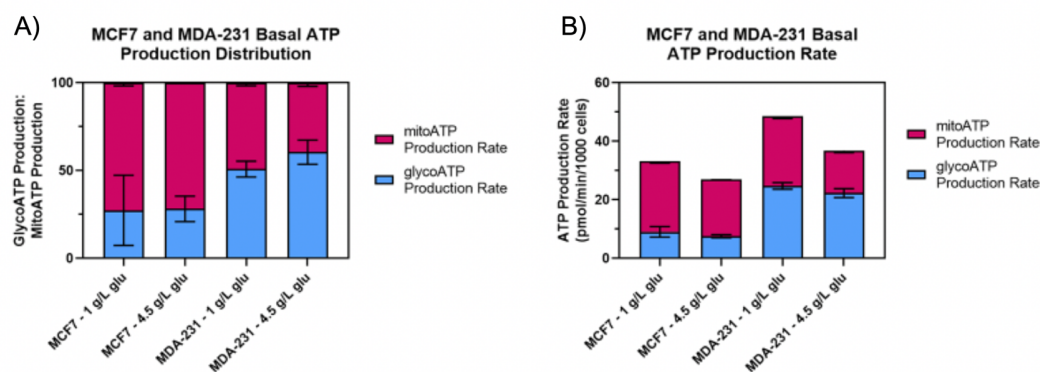 A)
MCF7 and MDA-231 Basal ATP
Production Distribution
GlycoATP Production:
MitoATP Production
100
50
0
MCF7 - 1 g/L glu
MCF7 - 4.5 g/L glu
MDA-231 - 1 g/L glu
MDA-231 - 4.5 g/L glu
mitoATP
Production Rate
glycoATP
Production Rate
B)
MCF7 and MDA-231 Basal
ATP Production Rate
ATP Production Rate
(pmol/min/1000 cells)
60
40
20
0
MCF7 - 1 g/L glu
MCF7 - 4.5 g/L glu
MDA-231 - 1 g/L glu
MDA-231 - 4.5 g/L glu
mitoATP
Production Rate
glycoATP
Production Rate